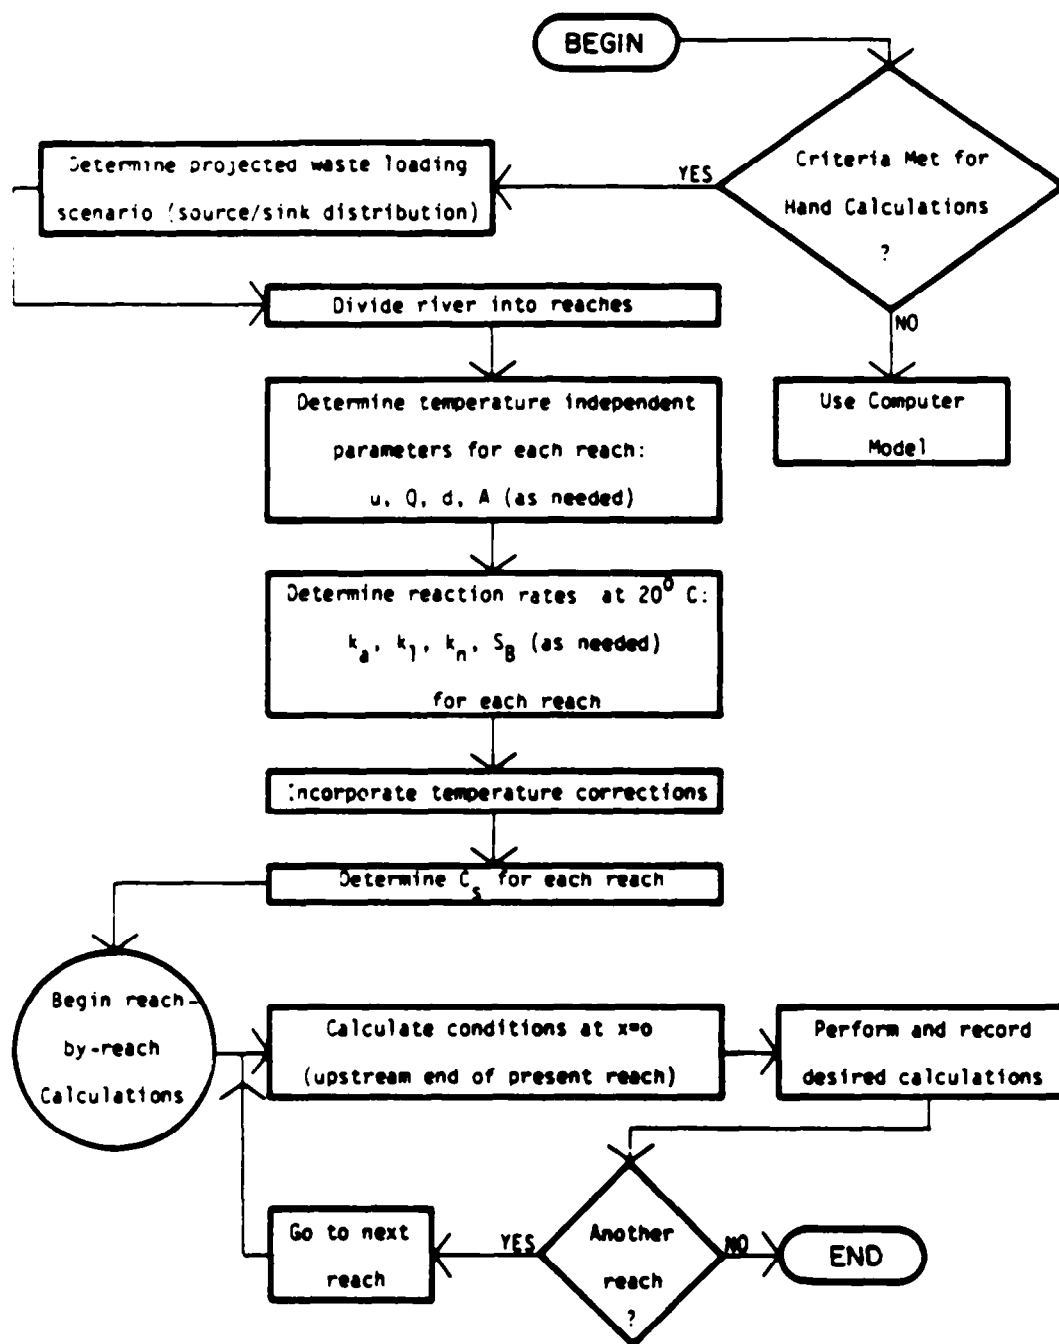 BEGIN
Criteria Met for
Hand Calculations
?
YES
NO
Determine projected waste loading
scenario (source/sink distribution)
Use Computer
Model
Divide river into reaches
Determine temperature independent
parameters for each reach:
u, Q, d, A (as needed)
Determine reaction rates at 20⁰ C:
kₐ, k₁, kₙ, S_B (as needed)
for each reach
Incorporate temperature corrections
Determine Cₛ for each reach
Begin reach-
by-reach
Calculations
Calculate conditions at x=o
(upstream end of present reach)
Perform and record
desired calculations
Another
reach
?
YES
NO
Go to next
reach
END